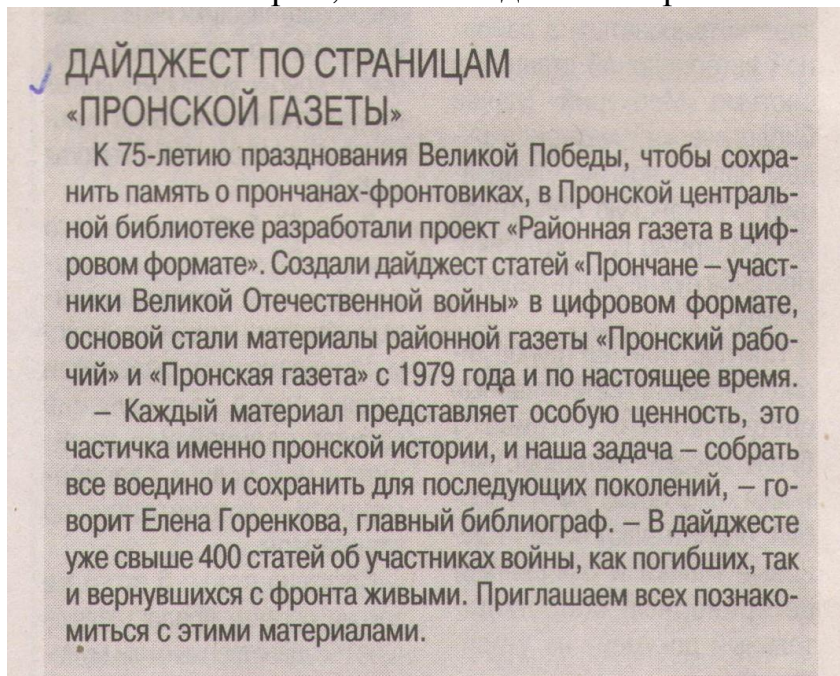 ДАЙДЖЕСТ ПО СТРАНИЦАМ
«ПРОНСКОЙ ГАЗЕТЫ»
К 75-летию празднования Великой Победы, чтобы сохра-
нить память о прончанах-фронтовиках, в Пронской централь-
ной библиотеке разработали проект «Районная газета в циф-
ровом формате». Создали дайджест статей «Прончане – участ-
ники Великой Отечественной войны» в цифровом формате,
основой стали материалы районной газеты «Пронский рабо-
чий» и «Пронская газета» с 1979 года и по настоящее время.
– Каждый материал представляет особую ценность, это
частичка именно пронской истории, и наша задача – собрать
все воедино и сохранить для последующих поколений, – го-
ворит Елена Горенкова, главный библиограф. – В дайджесте
уже свыше 400 статей об участниках войны, как погибших, так
и вернувшихся с фронта живыми. Приглашаем всех познако-
миться с этими материалами.